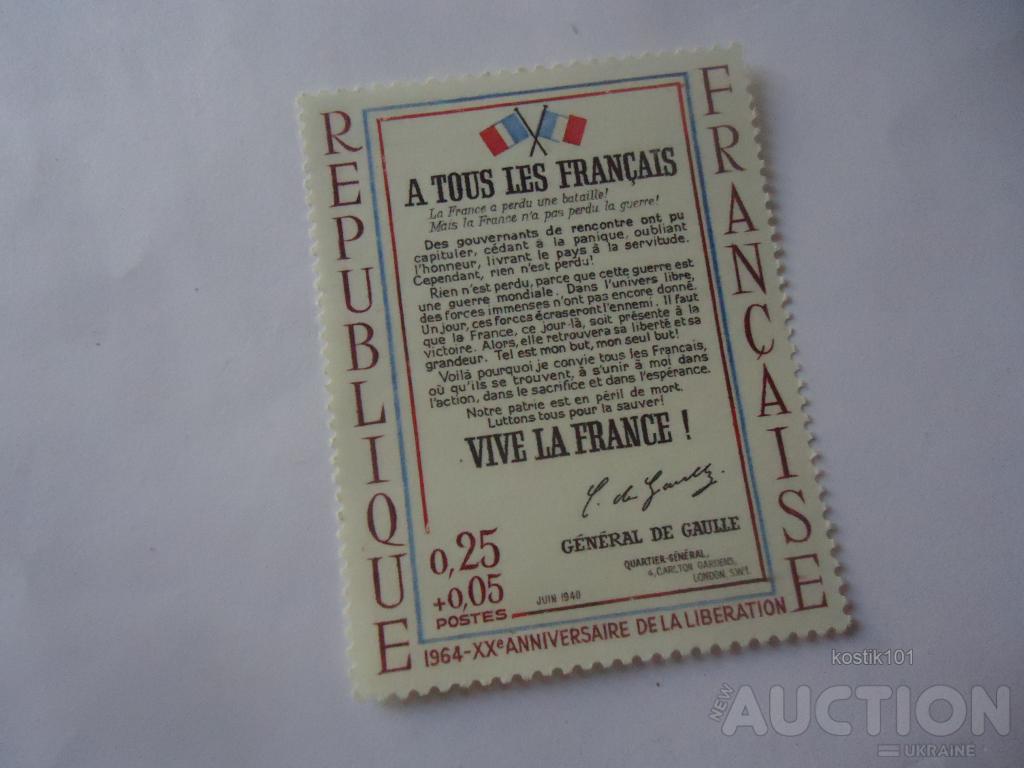 RÉPUBLIQUE
FRANÇAISE
A TOUS LES FRANÇAIS
La France a perdu une bataille!
Mais la France n'a pas perdu la guerre!
Des gouvernants de rencontre ont pu
capituler, cédant à la panique, oubliant
l'honneur, livrant le pays à la servitude.
Cependant, rien n'est perdu!
Rien n'est perdu, parce que cette guerre est
une guerre mondiale. Dans l'univers libre,
des forces immenses n'ont pas encore donné.
Un jour, ces forces écraseront l'ennemi. Il faut
que la France, ce jour-là, soit présente à la
victoire. Alors, elle retrouvera sa liberté et sa
grandeur. Tel est mon but, mon seul but!
Voilà pourquoi je convie tous les Francais,
où qu'ils se trouvent, à s'unir à moi dans
l'action, dans le sacrifice et dans l'espérance.
Notre patrie est en péril de mort.
Luttons tous pour la sauver!
VIVE LA FRANCE !
C. de Gaulle.
GÉNÉRAL DE GAULLE
QUARTIER-GÉNÉRAL,
4, CARLTON GARDENS,
LONDON, S.W.1.
0,25
+0,05
POSTES
JUIN 1940
1964-XXe ANNIVERSAIRE DE LA LIBERATION
kostik101
NEW
AUCTION
UKRAINE